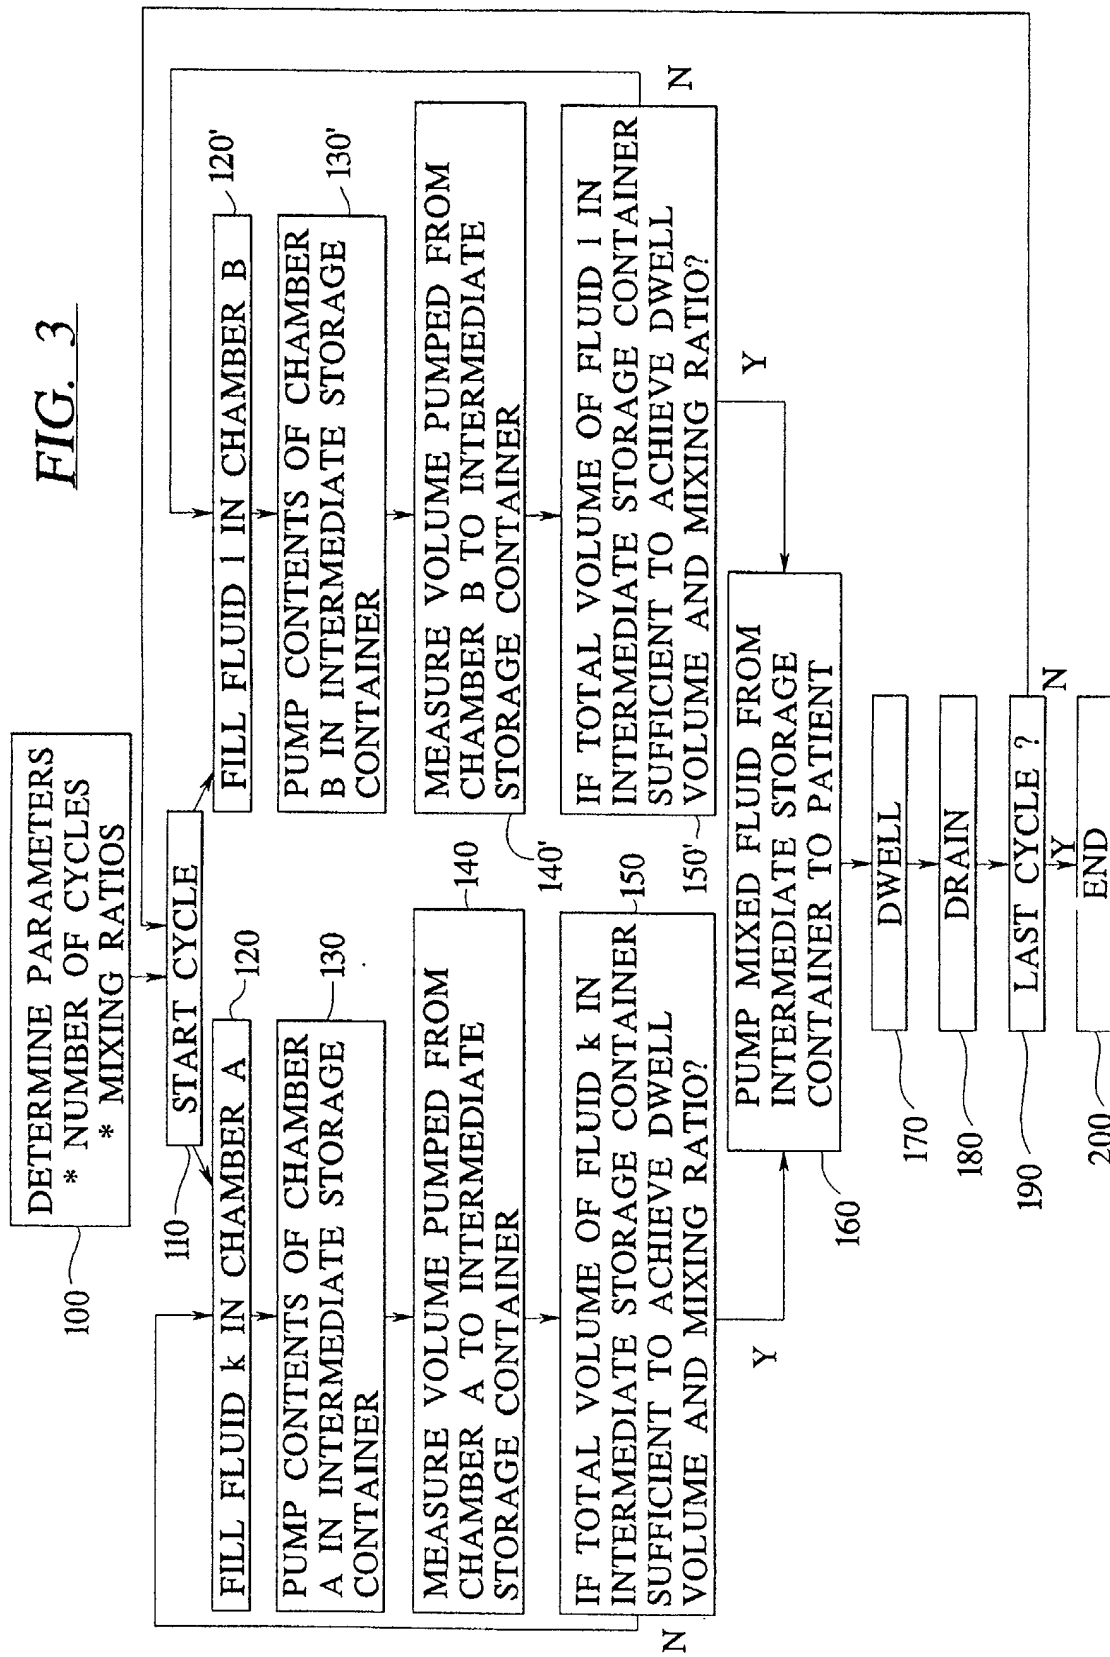 FIG. 3
DETERMINE PARAMETERS
* NUMBER OF CYCLES
* MIXING RATIOS
100
START CYCLE
110
FILL FLUID k IN CHAMBER A
120
PUMP CONTENTS OF CHAMBER
A IN INTERMEDIATE STORAGE
CONTAINER
130
MEASURE VOLUME PUMPED FROM
CHAMBER A TO INTERMEDIATE
STORAGE CONTAINER
140
IF TOTAL VOLUME OF FLUID k IN
INTERMEDIATE STORAGE CONTAINER
SUFFICIENT TO ACHIEVE DWELL
VOLUME AND MIXING RATIO?
150
N
Y
FILL FLUID l IN CHAMBER B
120'
PUMP CONTENTS OF CHAMBER
B IN INTERMEDIATE STORAGE
CONTAINER
130'
MEASURE VOLUME PUMPED FROM
CHAMBER B TO INTERMEDIATE
STORAGE CONTAINER
140'
IF TOTAL VOLUME OF FLUID l IN
INTERMEDIATE STORAGE CONTAINER
SUFFICIENT TO ACHIEVE DWELL
VOLUME AND MIXING RATIO?
150'
N
Y
PUMP MIXED FLUID FROM
INTERMEDIATE STORAGE
CONTAINER TO PATIENT
160
DWELL
170
DRAIN
180
LAST CYCLE ?
190
N
Y
END
200